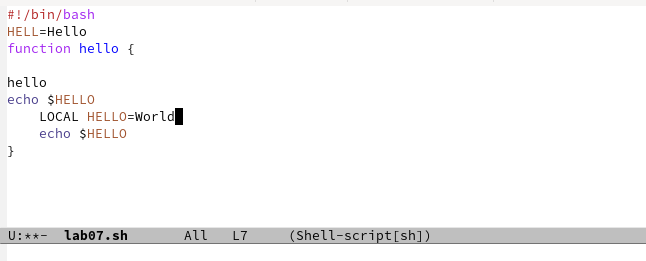 #!/bin/bash
HELL=Hello
function hello {
hello
echo $HELLO
LOCAL HELLO=World
echo $HELLO
}
U:**- lab07.sh All L7 (Shell-script[sh])